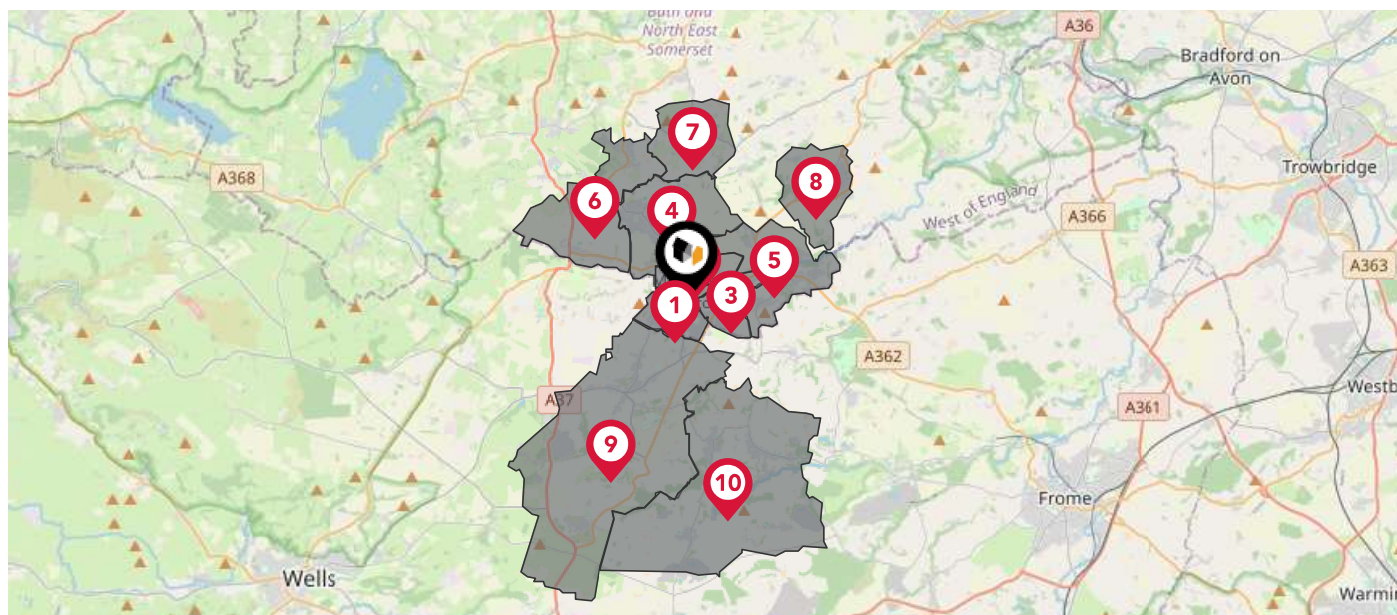 Bath and
North East
Somerset
A36
Bradford on
Avon
7
Trowbridge
A368
8
6
West of England
4
A366
5
A363
3
1
A362
Westb
A37
A361
9
10
Frome
Wells
Warmi